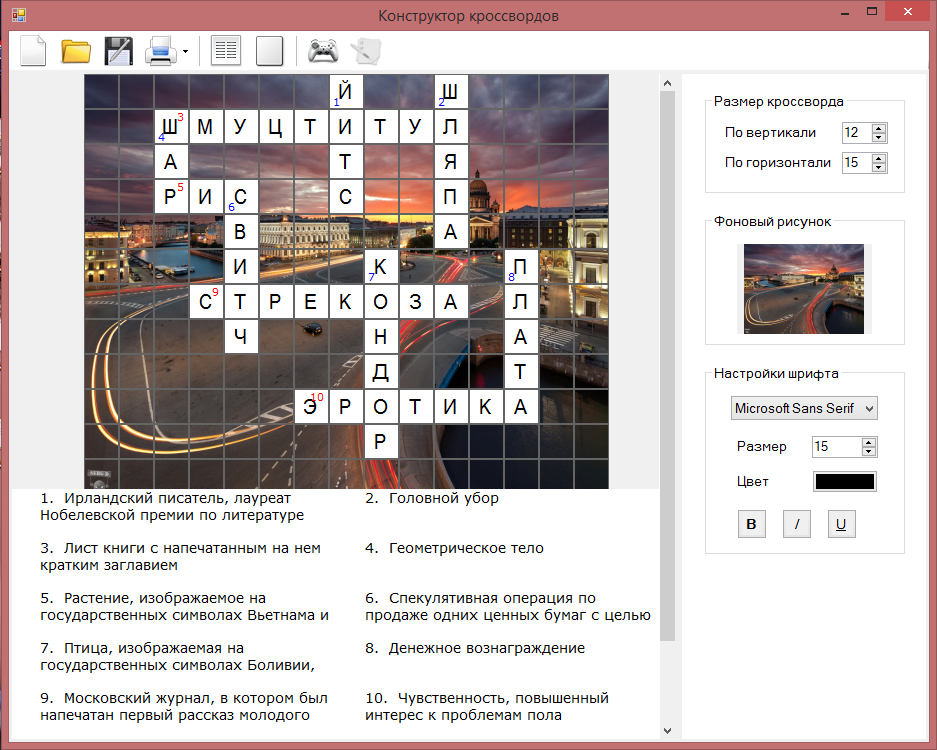 Конструктор кроссвордов
Й 1 Ш 2
Ш 3 4 М У Ц Т И Т У Л
А Т Я
Р 5 И С 6 С П
В А
И К 7 П 8
С 9 Т Р Е К О З А Л
Ч Н А
Д Т
Э 10 Р О Т И К А
Р
1. Ирландский писатель, лауреат
Нобелевской премии по литературе
2. Головной убор
3. Лист книги с напечатанным на нем
кратким заглавием
4. Геометрическое тело
5. Растение, изображаемое на
государственных символах Вьетнама и
6. Спекулятивная операция по
продаже одних ценных бумаг с целью
7. Птица, изображаемая на
государственных символах Боливии,
8. Денежное вознаграждение
9. Московский журнал, в котором был
напечатан первый рассказ молодого
10. Чувственность, повышенный
интерес к проблемам пола
Размер кроссворда
По вертикали 12
По горизонтали 15
Фоновый рисунок
Настройки шрифта
Microsoft Sans Serif
Размер 15
Цвет
B I U